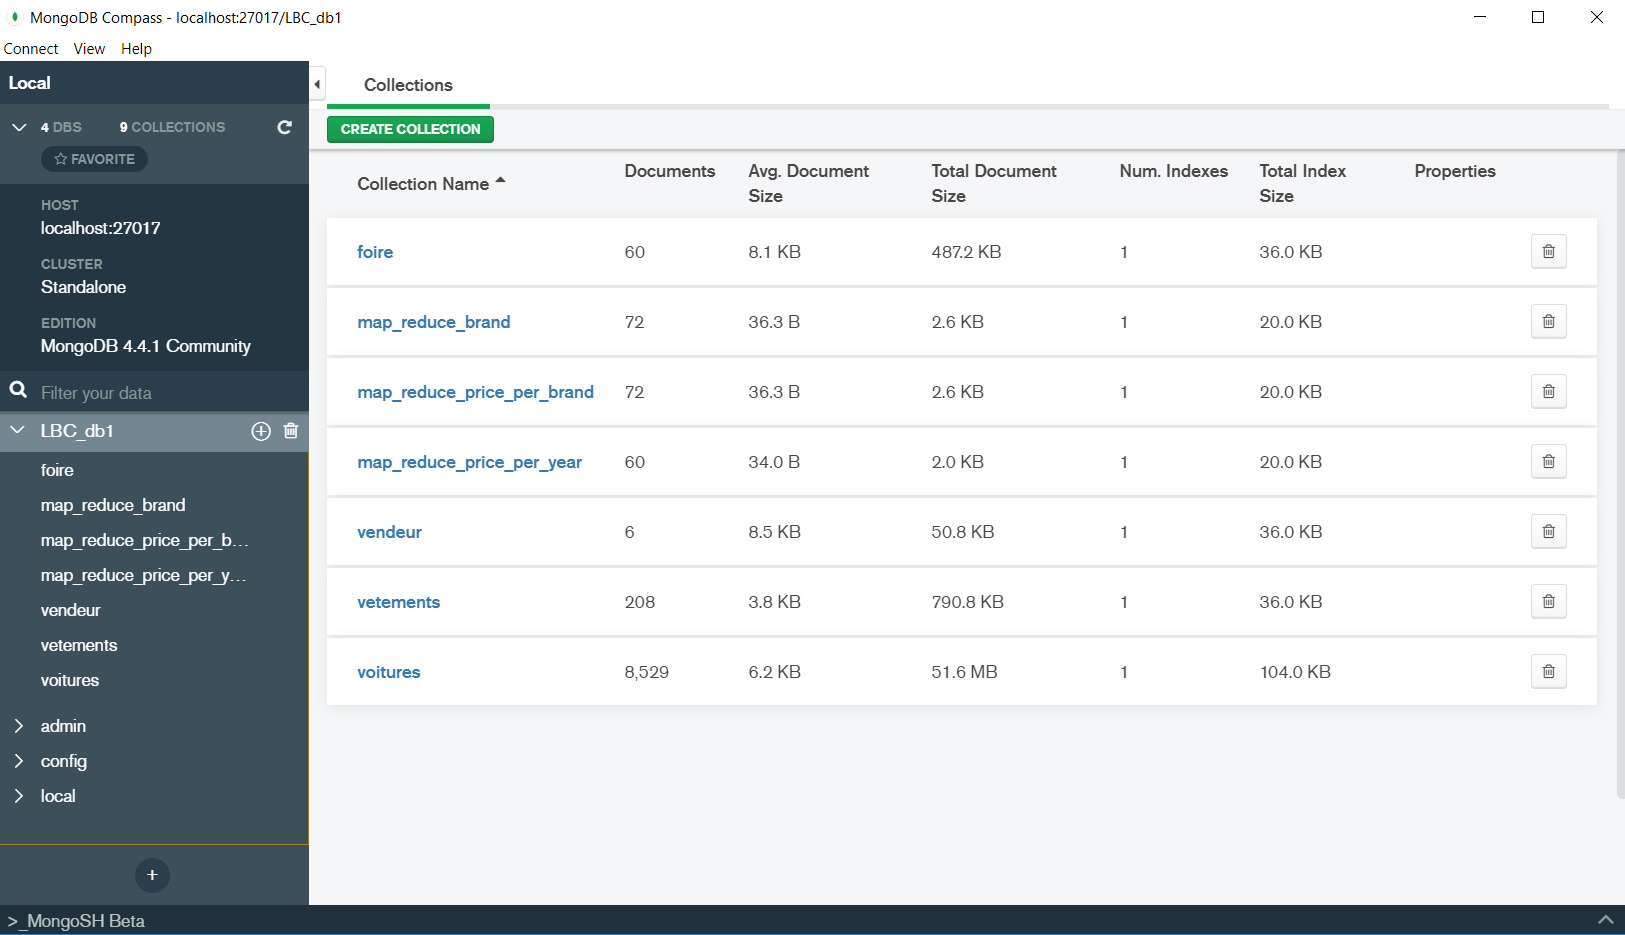 MongoDB Compass - localhost:27017/LBC_db1
Connect View Help
Local
4 DBS 9 COLLECTIONS
FAVORITE
HOST
localhost:27017
CLUSTER
Standalone
EDITION
MongoDB 4.4.1 Community
Filter your data
LBC_db1
foire
map_reduce_brand
map_reduce_price_per_b...
map_reduce_price_per_y...
vendeur
vetements
voitures
admin
config
local
+
>_MongoSH Beta
Collections
CREATE COLLECTION
Collection Name Documents Avg. Document Size Total Document Size Num. Indexes Total Index Size Properties
foire 60 8.1 KB 487.2 KB 1 36.0 KB
map_reduce_brand 72 36.3 B 2.6 KB 1 20.0 KB
map_reduce_price_per_brand 72 36.3 B 2.6 KB 1 20.0 KB
map_reduce_price_per_year 60 34.0 B 2.0 KB 1 20.0 KB
vendeur 6 8.5 KB 50.8 KB 1 36.0 KB
vetements 208 3.8 KB 790.8 KB 1 36.0 KB
voitures 8,529 6.2 KB 51.6 MB 1 104.0 KB